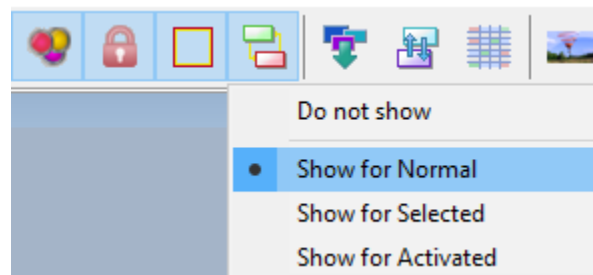 Do not show
Show for Normal
Show for Selected
Show for Activated